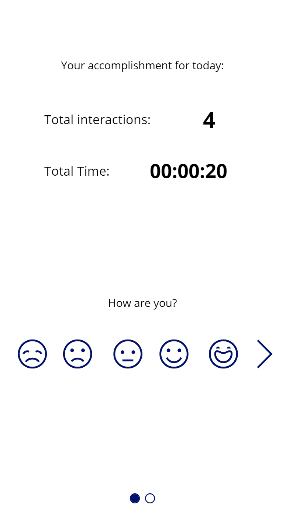 Your accomplishment for today:
Total interactions: 4
Total Time: 00:00:20
How are you?